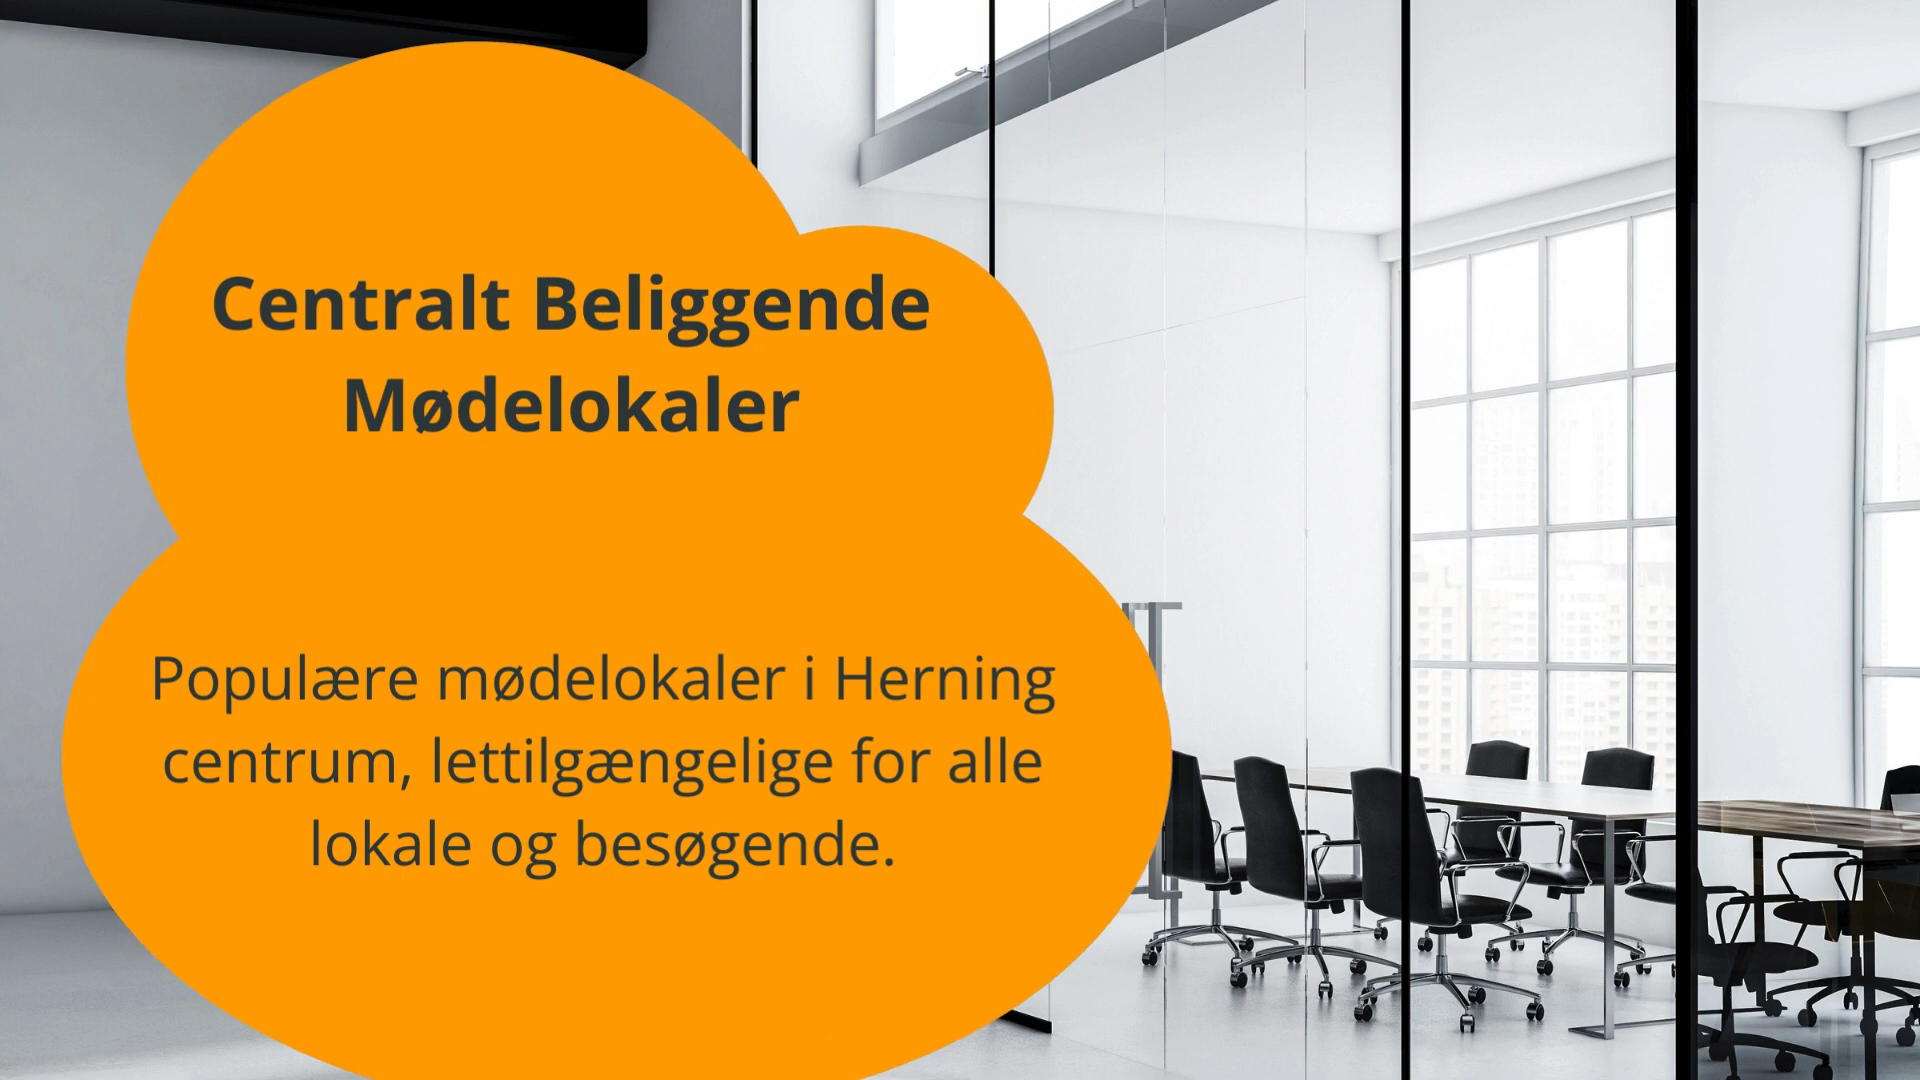 Centralt Beliggende
Mødelokaler
Populære mødelokaler i Herning
centrum, lettilgængelige for alle
lokale og besøgende.